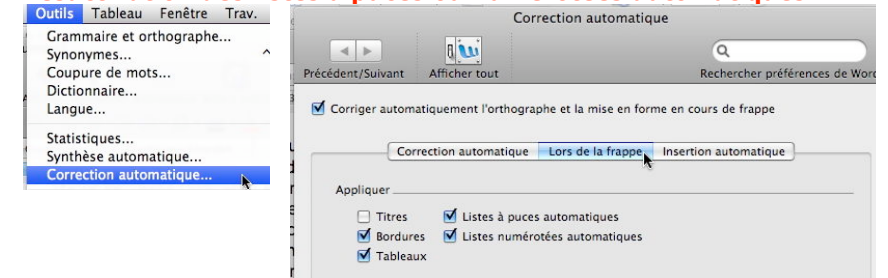 Outils Tableau Fenêtre Trav.
Grammaire et orthographe...
Synonymes...
Coupure de mots...
Dictionnaire...
Langue...
Statistiques...
Synthèse automatique...
Correction automatique...
Correction automatique
Précédent/Suivant Afficher tout
Rechercher préférences de Word
Corriger automatiquement l'orthographe et la mise en forme en cours de frappe
Correction automatique Lors de la frappe Insertion automatique
Appliquer
Titres Listes à puces automatiques
Bordures Listes numérotées automatiques
Tableaux